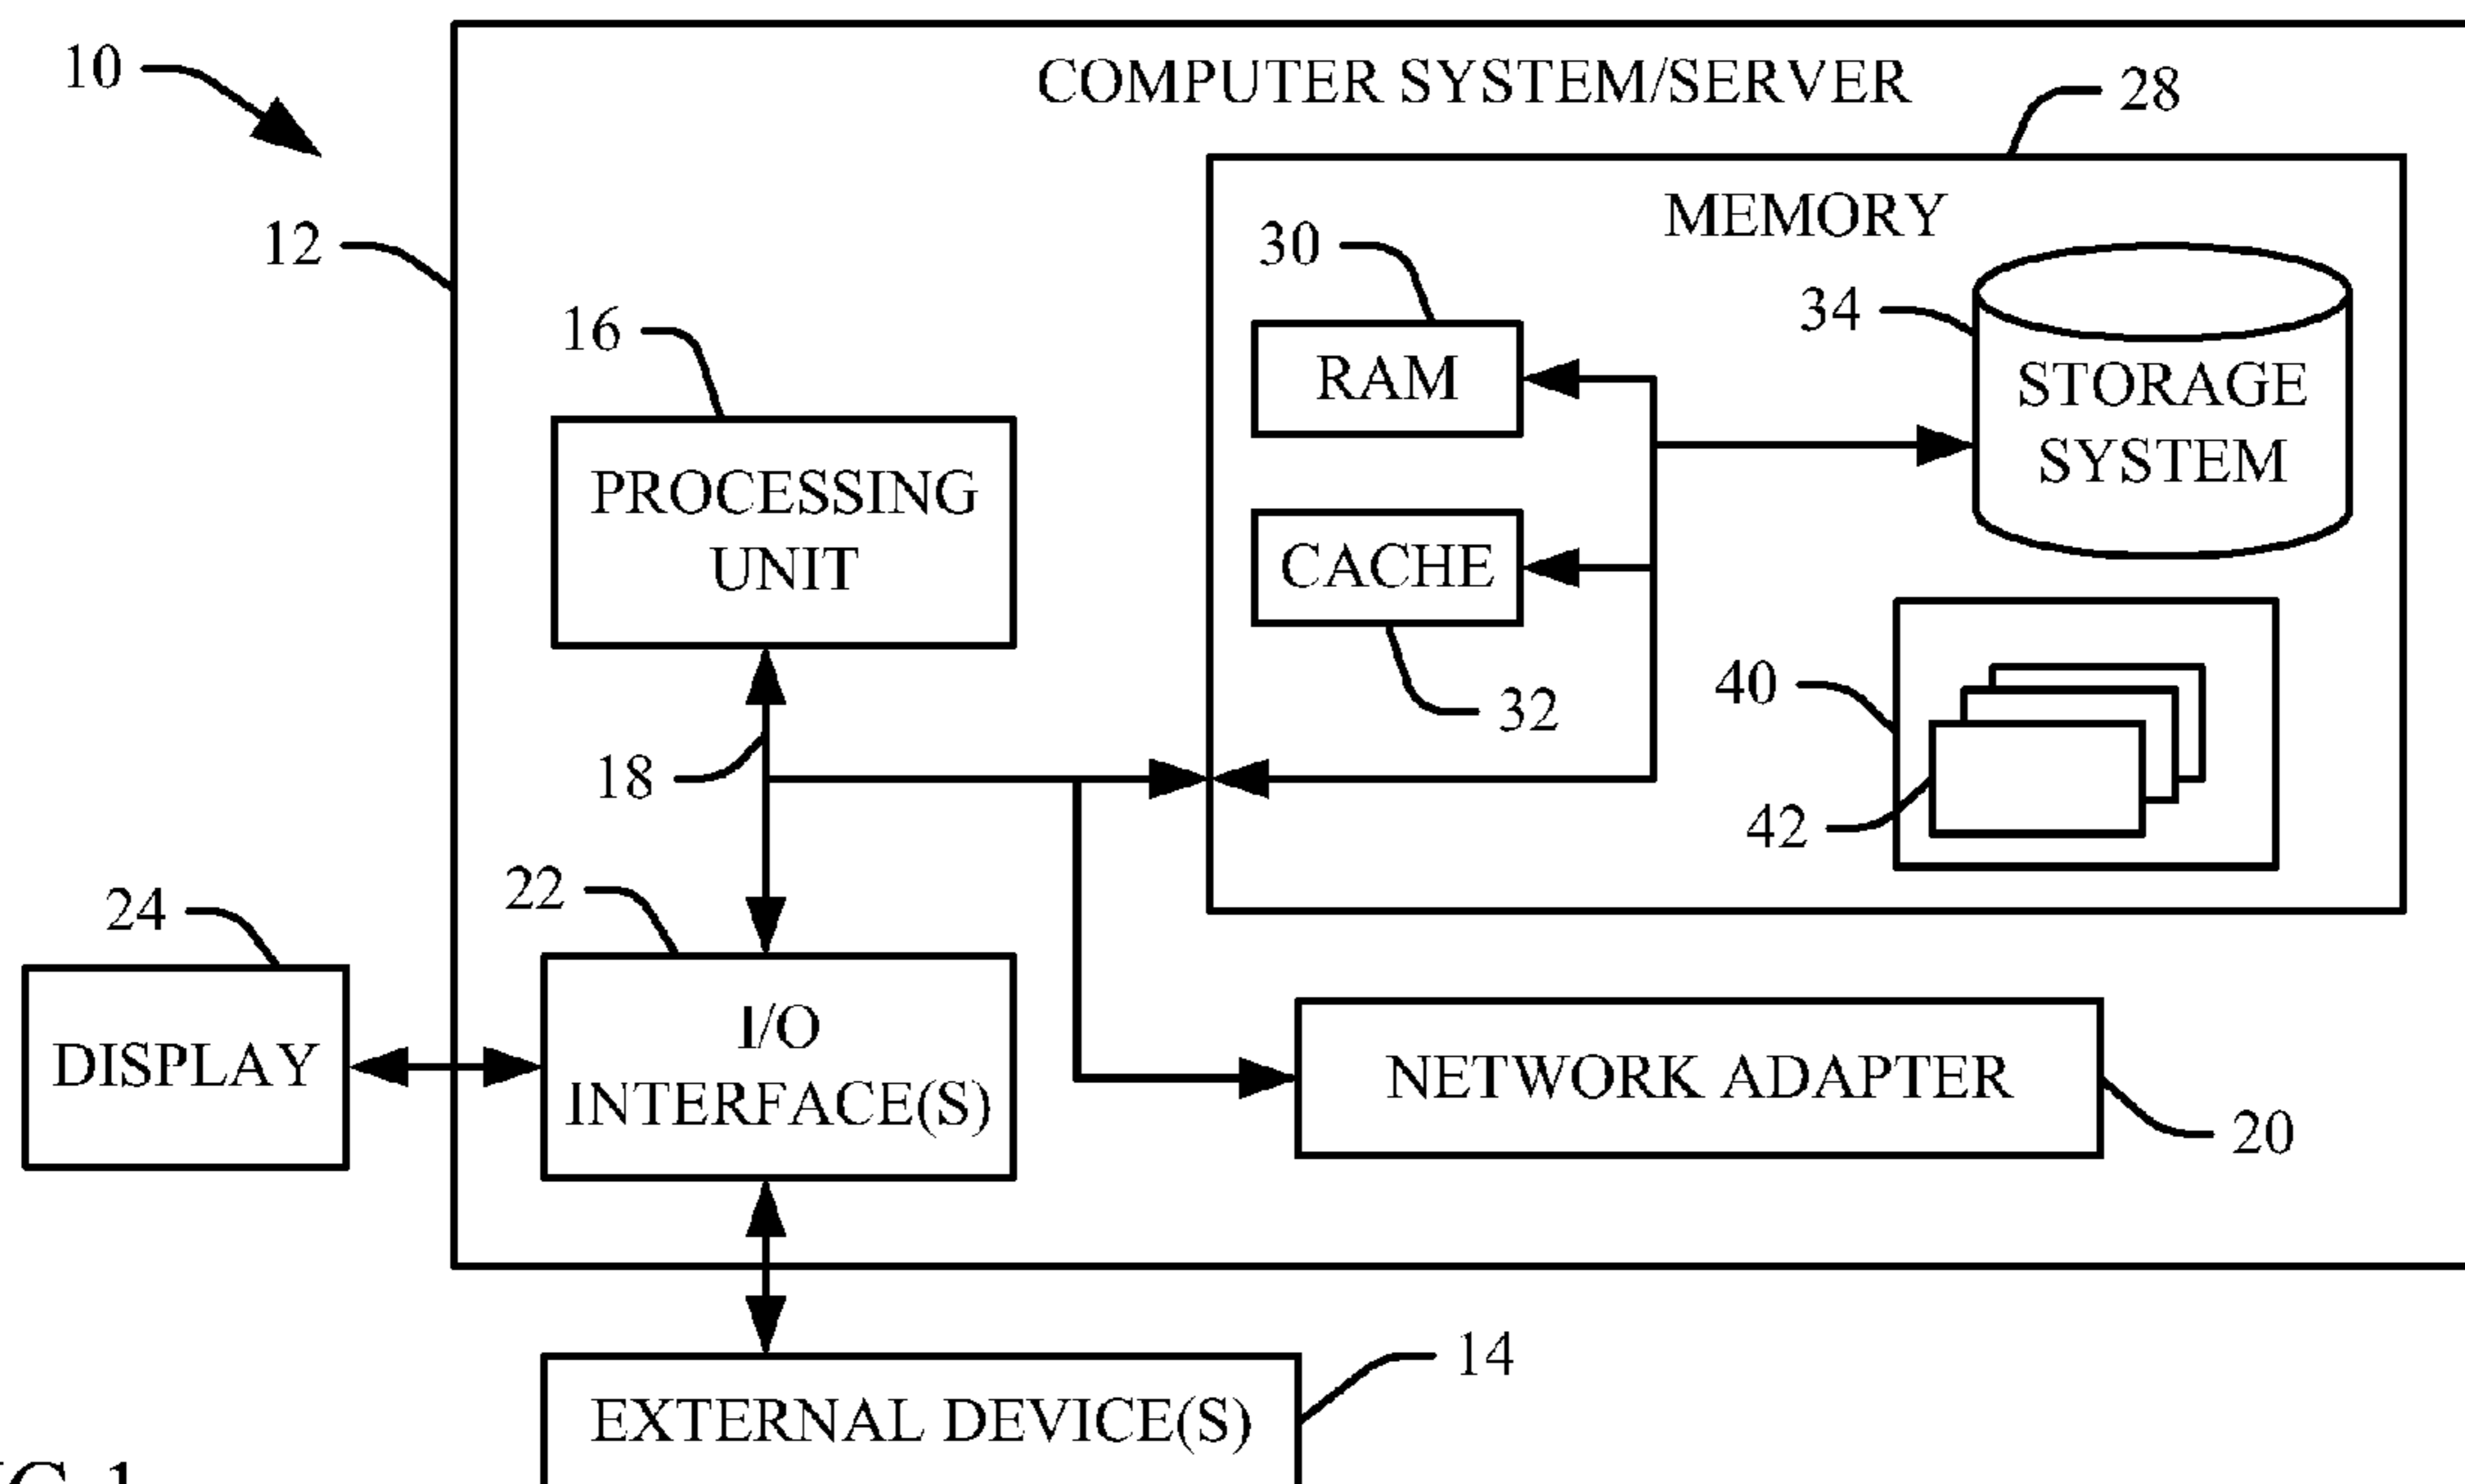 10
COMPUTER SYSTEM/SERVER
28
12
MEMORY
30
34
16
RAM
STORAGE
SYSTEM
PROCESSING
UNIT
CACHE
40
32
18
42
22
24
I/O
INTERFACE(S)
DISPLAY
NETWORK ADAPTER
20
14
EXTERNAL DEVICE(S)